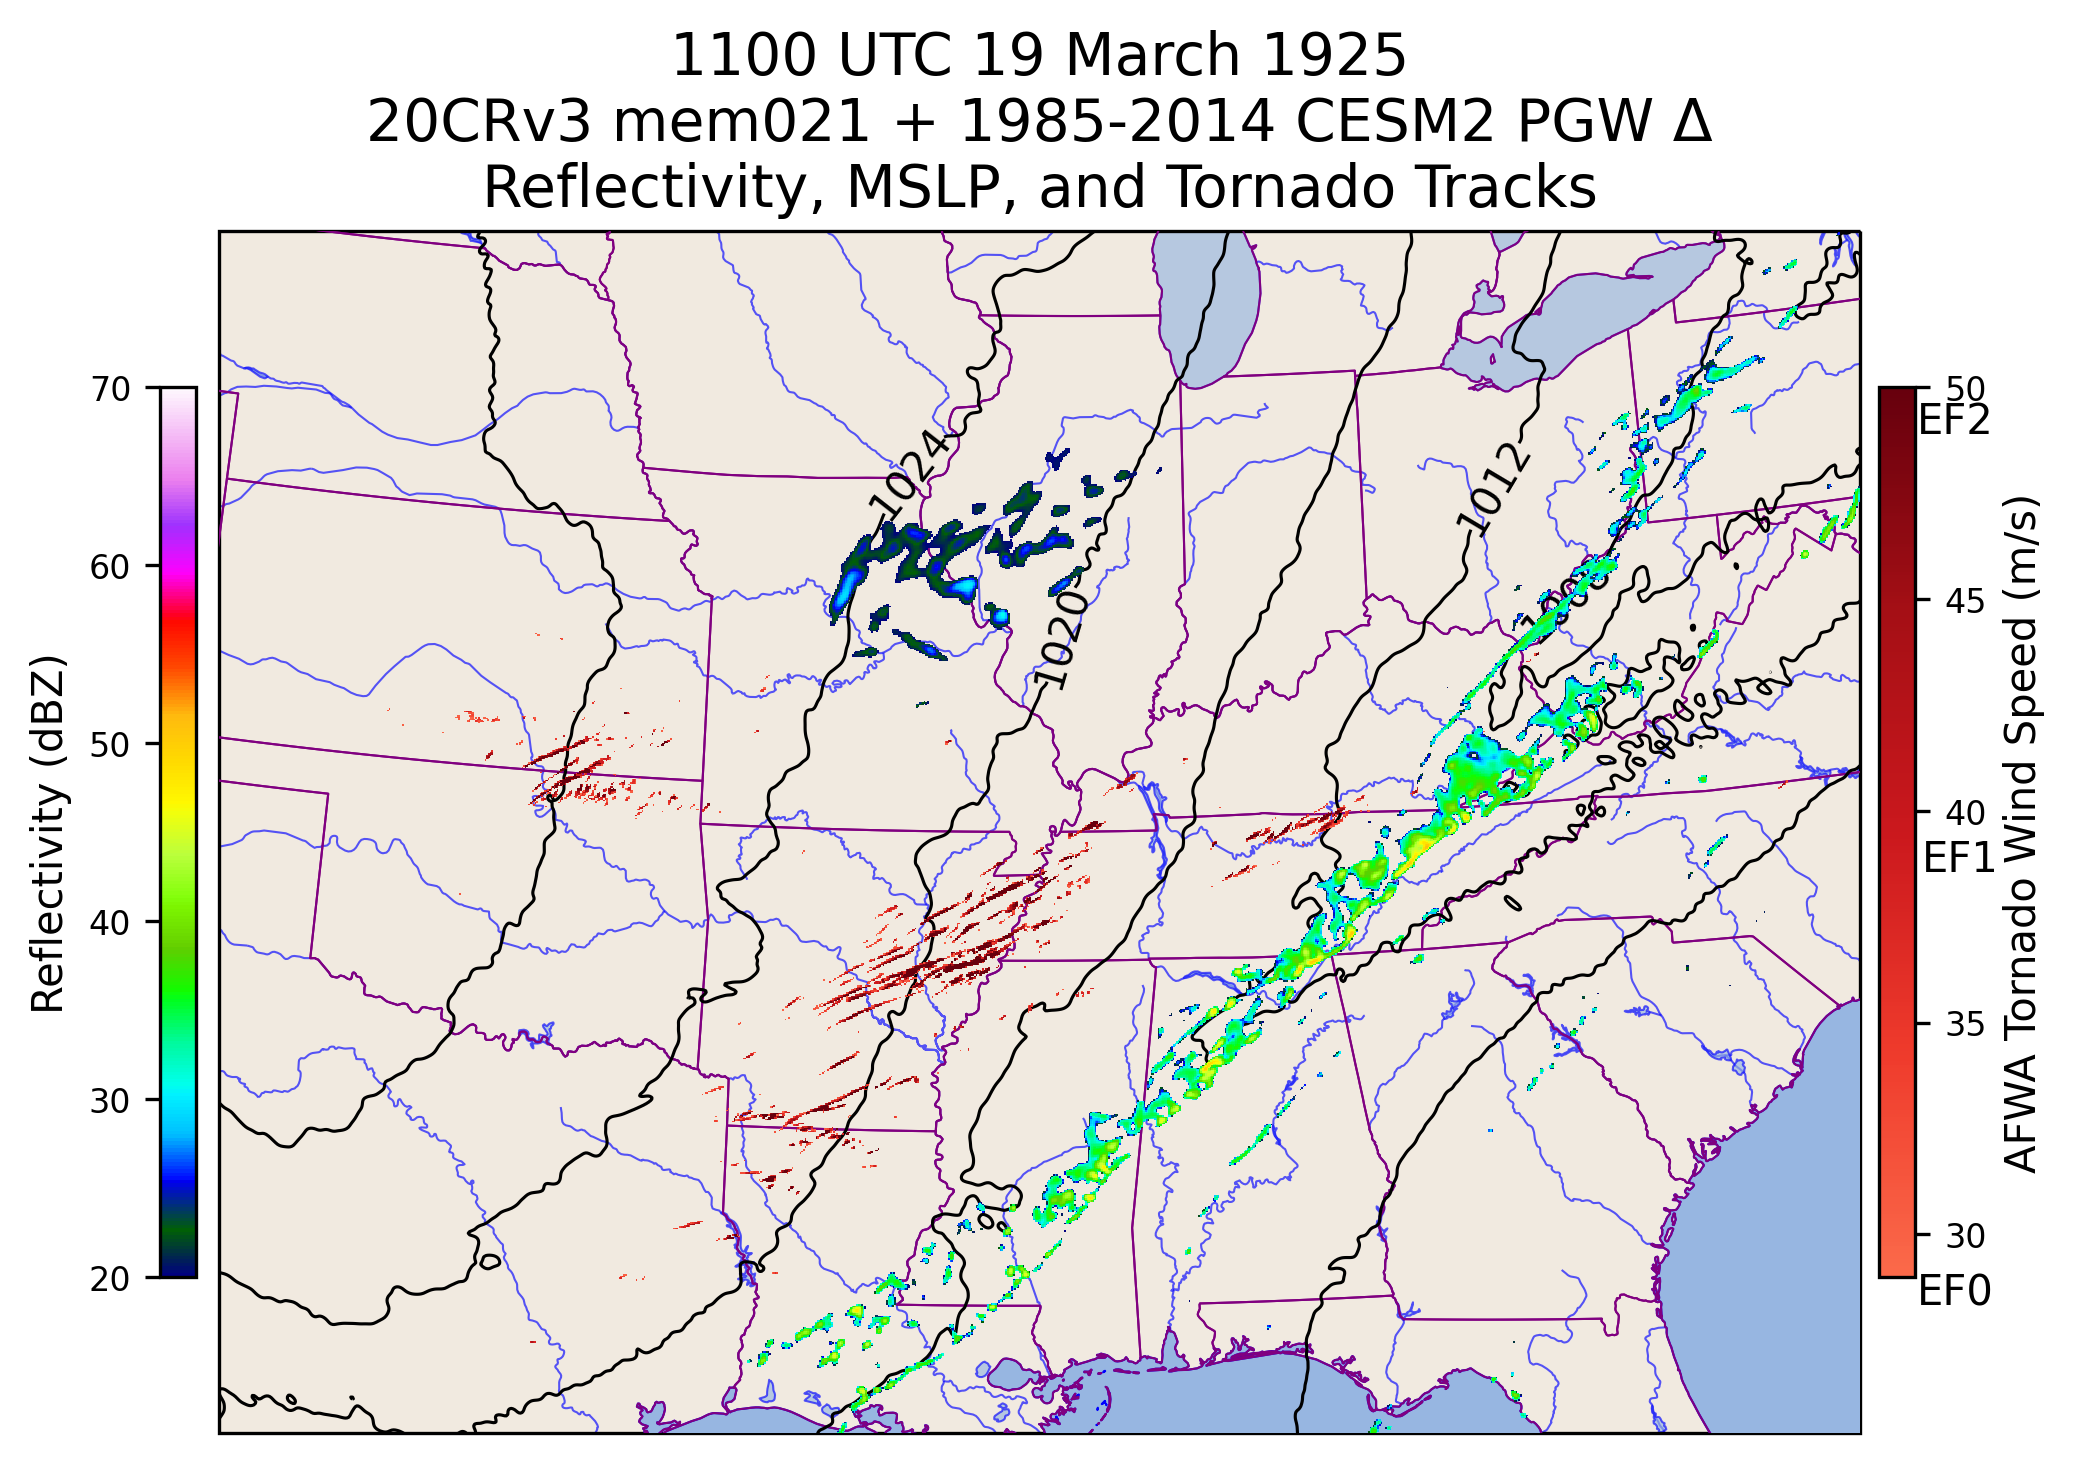 1100 UTC 19 March 1925
20CRv3 mem021 + 1985-2014 CESM2 PGW Δ
Reflectivity, MSLP, and Tornado Tracks
70
60
50
40
30
20
Reflectivity (dBZ)
1024
1020
1012
1008
50
EF2
45
40
EF1
35
30
EF0
AFWA Tornado Wind Speed (m/s)